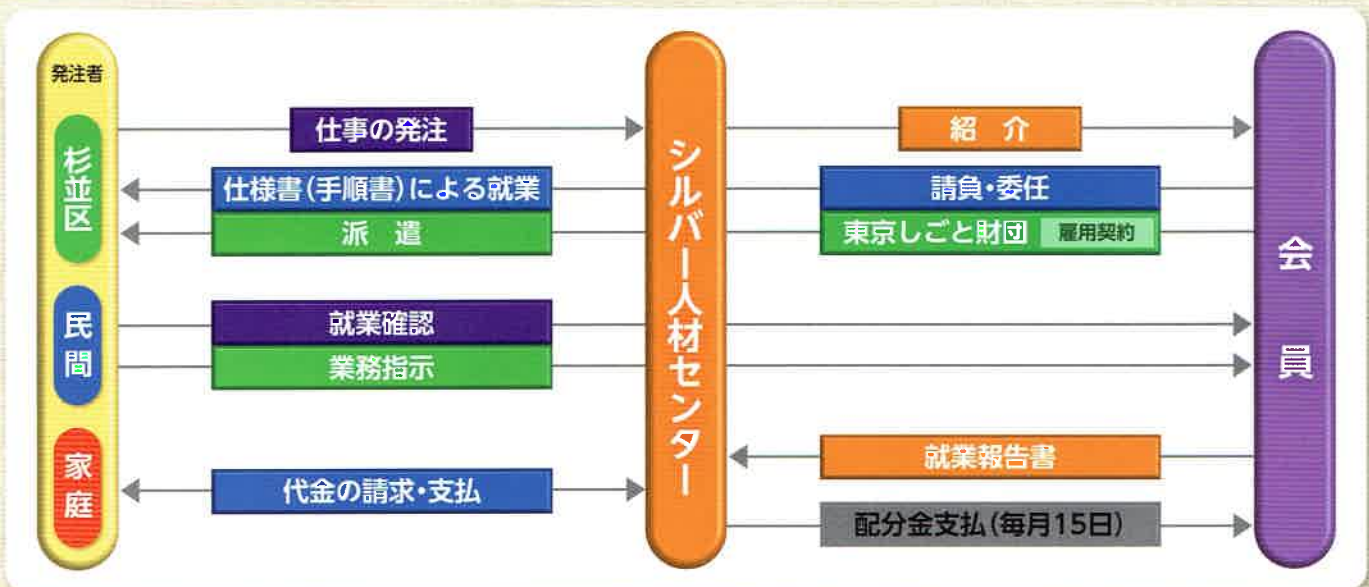 発注者
杉並区
民間
家庭
仕事の発注
仕様書(手順書)による就業
派 遣
就業確認
業務指示
代金の請求・支払
シルバー人材センター
紹 介
請負・委任
東京しごと財団 雇用契約
就業報告書
配分金支払(毎月15日)
会員